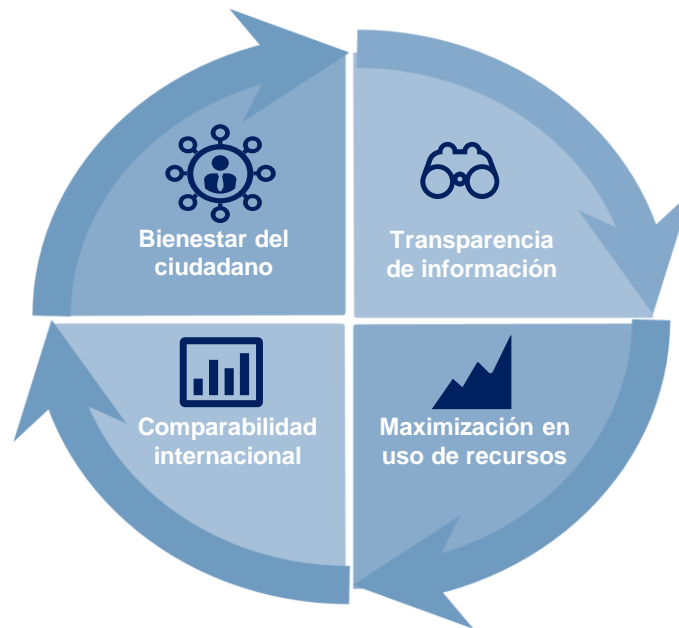 Bienestar del
ciudadano
Transparencia
de información
Comparabilidad
internacional
Maximización en
uso de recursos